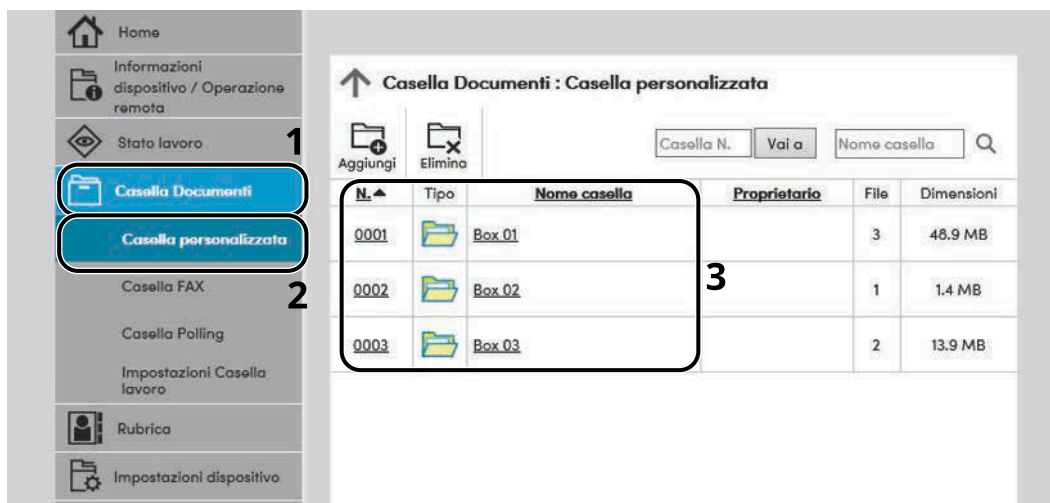 Home
Informazioni
dispositivo / Operazione
remota
Stato lavoro
1
Casella Documenti
Casella personalizzata
2
Casella FAX
Casella Polling
Impostazioni Casella
lavoro
Rubrica
Impostazioni dispositivo
Casella Documenti : Casella personalizzata
Aggiungi Elimina
Casella N. Vai a Nome casella
N. Tipo Nome casella Proprietario File Dimensioni
0001 Box 01 3 48.9 MB
3
0002 Box 02 1 1.4 MB
0003 Box 03 2 13.9 MB